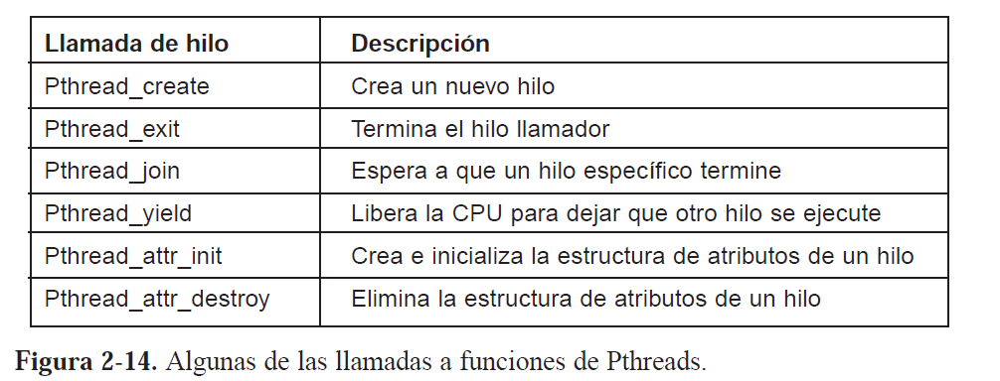 Llamada de hilo Descripción
Pthread_create Crea un nuevo hilo
Pthread_exit Termina el hilo llamador
Pthread_join Espera a que un hilo específico termine
Pthread_yield Libera la CPU para dejar que otro hilo se ejecute
Pthread_attr_init Crea e inicializa la estructura de atributos de un hilo
Pthread_attr_destroy Elimina la estructura de atributos de un hilo
Figura 2-14. Algunas de las llamadas a funciones de Pthreads.